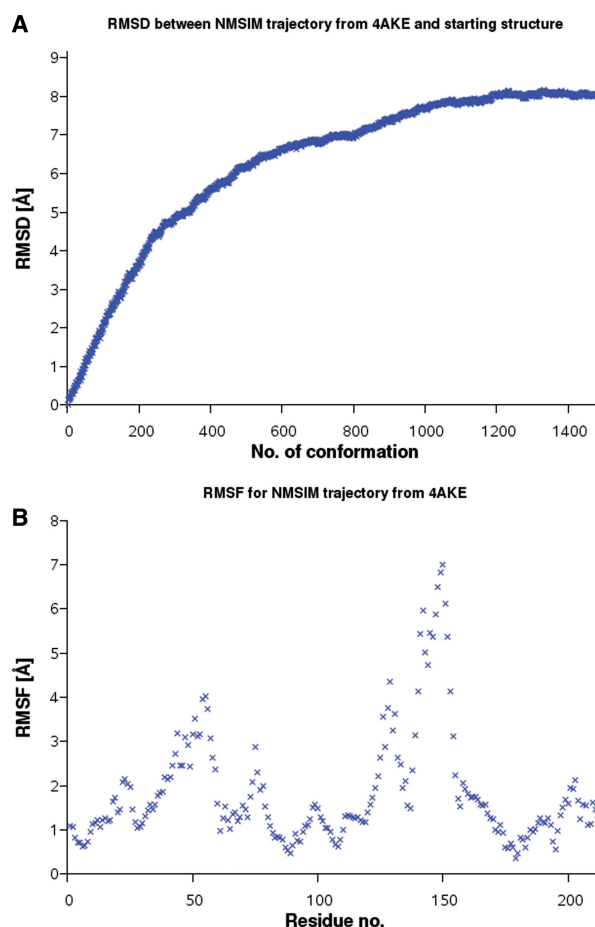 A
RMSD between NMSIM trajectory from 4AKE and starting structure
9
8
7
6
5
4
3
2
1
0
RMSD [Å]
0 200 400 600 800 1000 1200 1400
No. of conformation
B
RMSF for NMSIM trajectory from 4AKE
8
7
6
5
4
3
2
1
0
RMSF [Å]
0 50 100 150 200
Residue no.